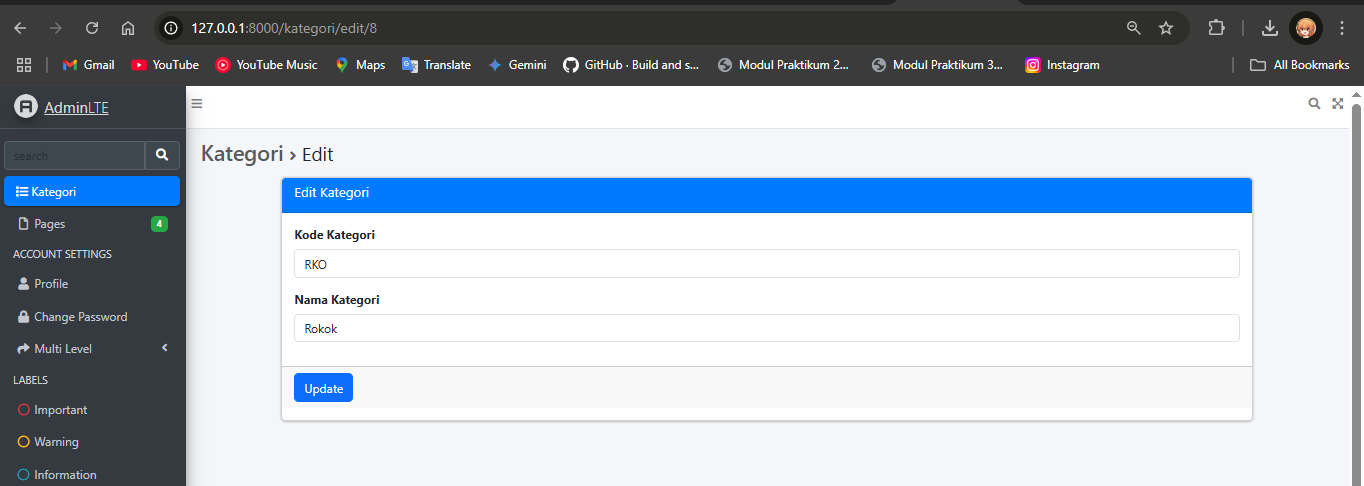 127.0.0.1:8000/kategori/edit/8
Gmail YouTube YouTube Music Maps Translate Gemini GitHub · Build and s... Modul Praktikum 2... Modul Praktikum 3... Instagram All Bookmarks
AdminLTE
search
Kategori
Pages 4
ACCOUNT SETTINGS
Profile
Change Password
Multi Level
LABELS
Important
Warning
Information
Kategori › Edit
Edit Kategori
Kode Kategori
RKO
Nama Kategori
Rokok
Update